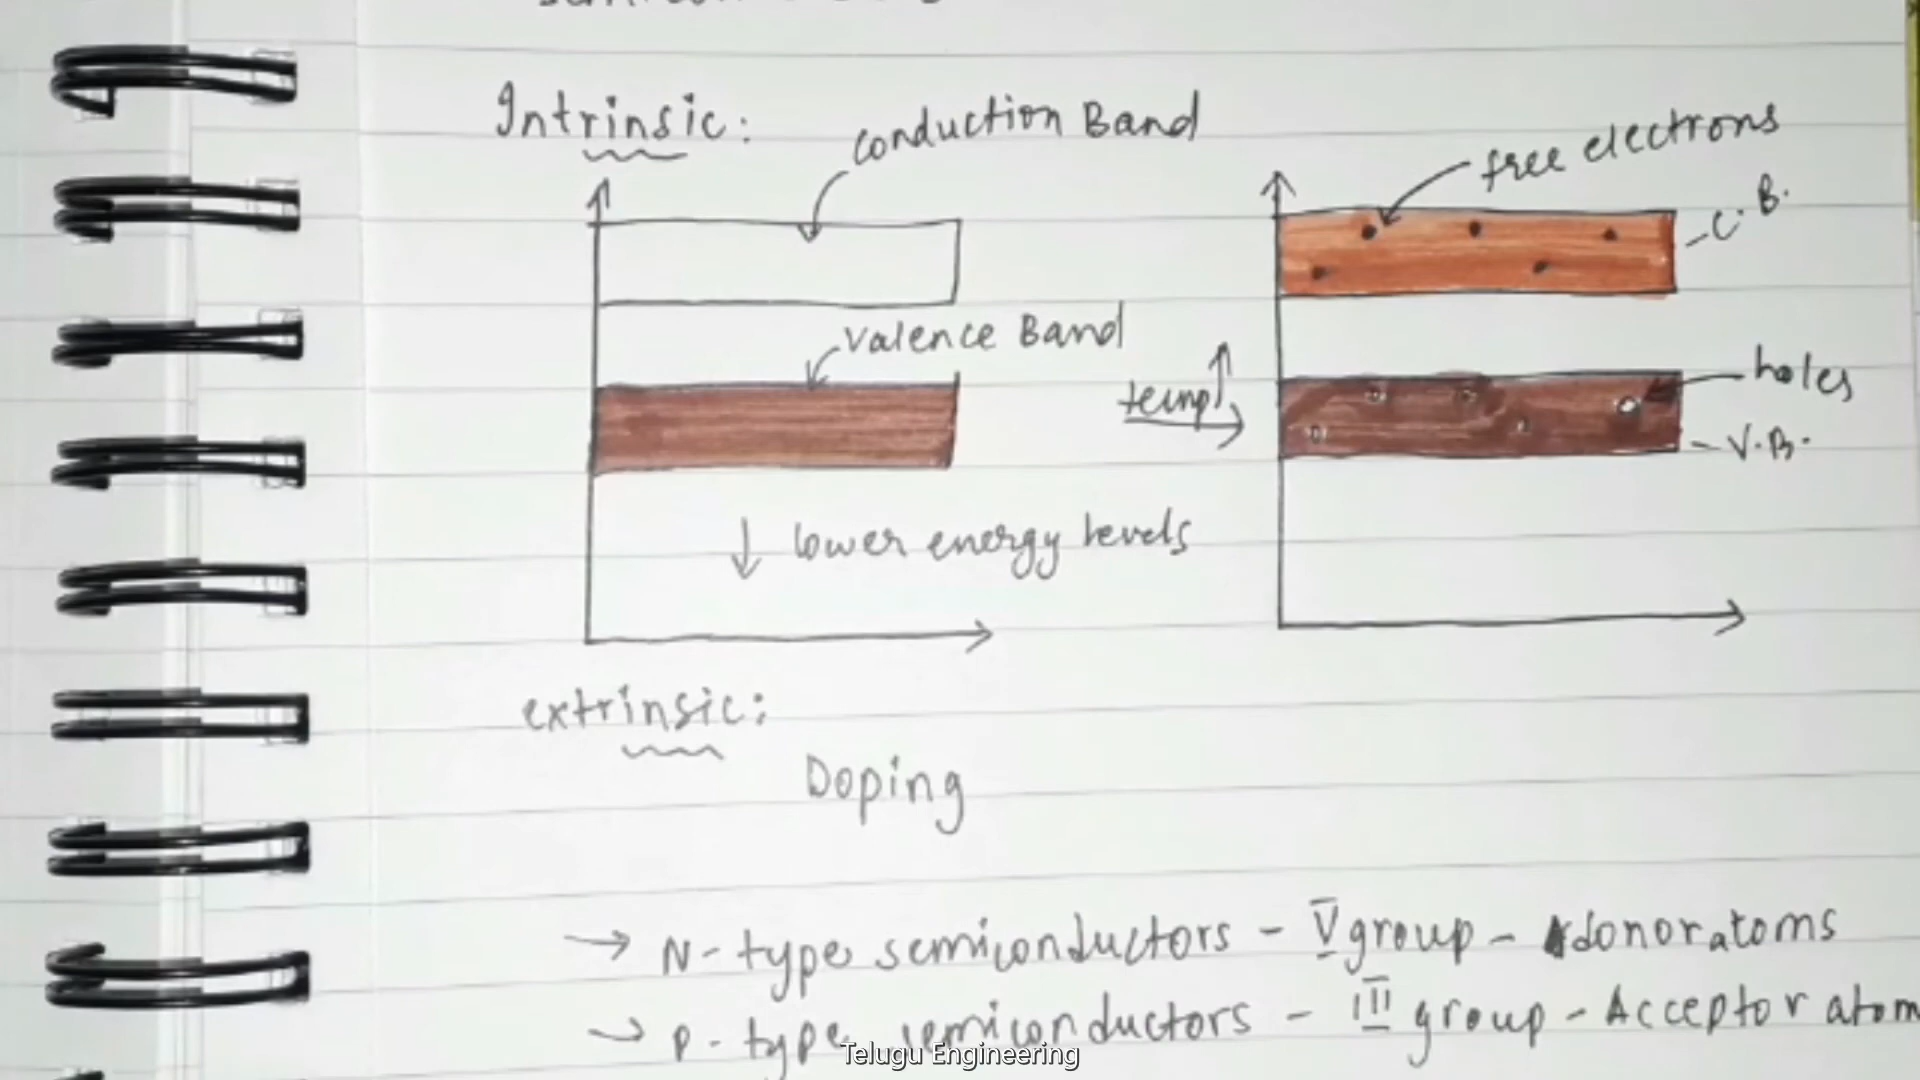 Intrinsic:
conduction Band
free electrons
C.B.
valence Band
temp
holes
V.B.
lower energy levels
extrinsic:
Doping
→ N-type semiconductors - V group - donor atoms
→ p-type semiconductors - III group - Acceptor atom
Telugu Engineering